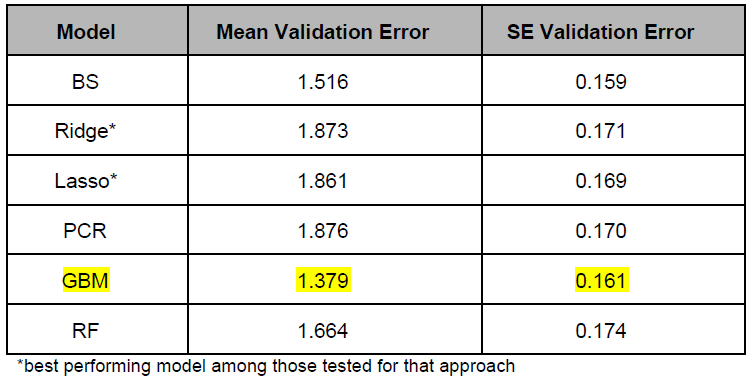 Model Mean Validation Error SE Validation Error
BS 1.516 0.159
Ridge* 1.873 0.171
Lasso* 1.861 0.169
PCR 1.876 0.170
GBM 1.379 0.161
RF 1.664 0.174
*best performing model among those tested for that approach